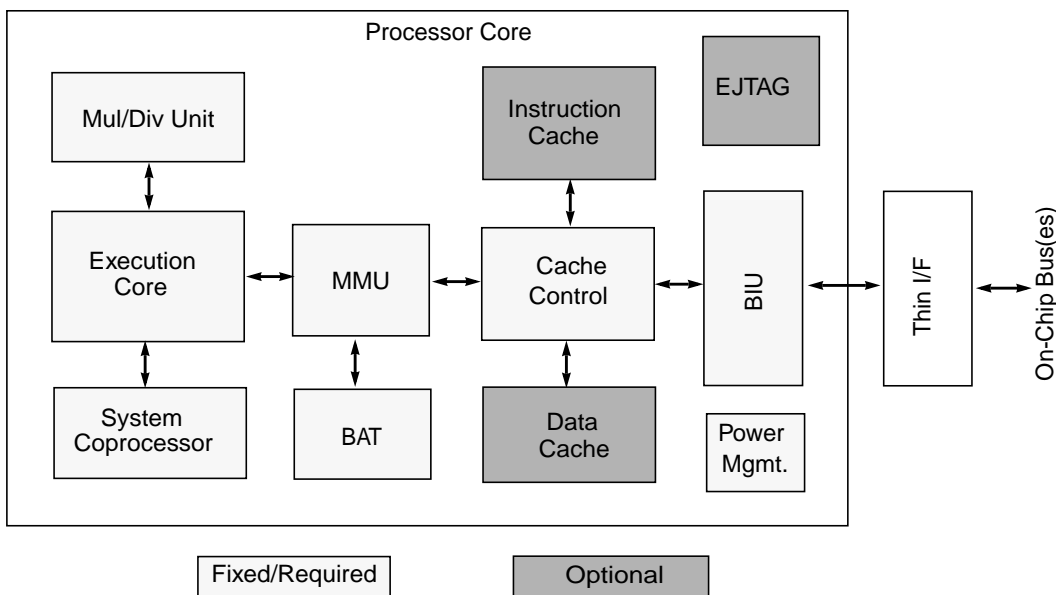 Processor Core
Mul/Div Unit
Instruction
Cache
EJTAG
Execution
Core
MMU
Cache
Control
BIU
Thin I/F
On-Chip Bus(es)
System
Coprocessor
BAT
Data
Cache
Power
Mgmt.
Fixed/Required
Optional